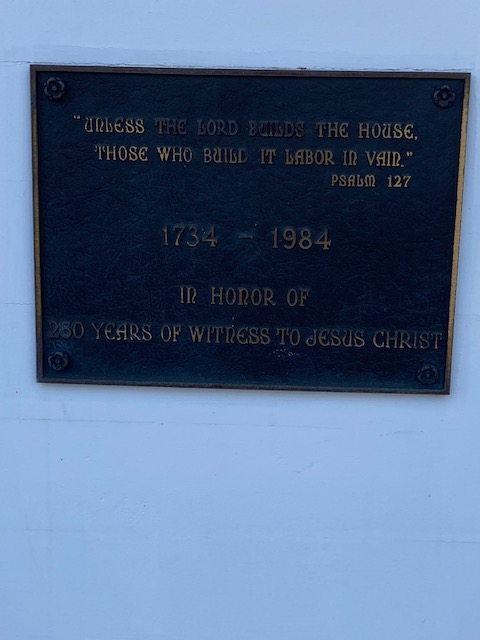 "UNLESS THE LORD BUILDS THE HOUSE,
THOSE WHO BUILD IT LABOR IN VAIN."
PSALM 127
1734 - 1984
IN HONOR OF
250 YEARS OF WITNESS TO JESUS CHRIST